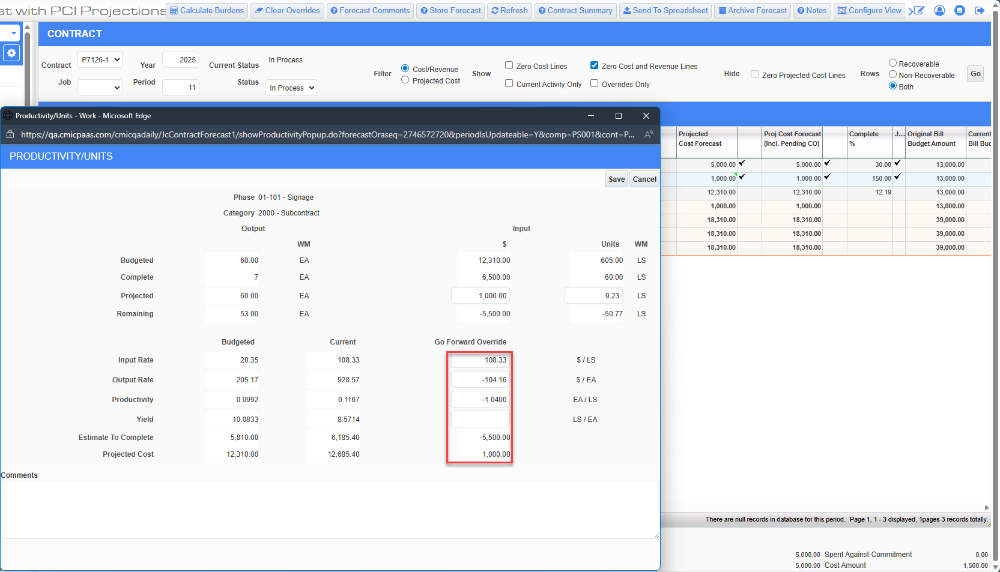 st with PCI Projections
Calculate Burdens
Clear Overrides
Forecast Comments
Store Forecast
Refresh
Contract Summary
Send To Spreadsheet
Archive Forecast
Notes
Configure View
CONTRACT
Contract P7126-1 Year 2025 Current Status In Process
Job Period 11 Status In Process
Filter Cost/Revenue Projected Cost
Show Zero Cost Lines Zero Cost and Revenue Lines
Current Activity Only Overrides Only
Hide Zero Projected Cost Lines
Rows Recoverable
Non-Recoverable
Both
Go
Productivity/Units - Work - Microsoft Edge
https://qa.cmicpaas.com/cmicqadaily/JcContractForecast1/showProductivityPopup.do?forecastOraseq=2746572720&periodIsUpdateable=Y&comp=PS001&cont=P...
PRODUCTIVITY/UNITS
Save Cancel
Phase 01-101 - Signage
Category 2000 - Subcontract
Output Input
WM $ Units WM
Budgeted 60.00 EA 12,310.00 605.00 LS
Complete 7 EA 6,500.00 60.00 LS
Projected 60.00 EA 1,000.00 9.23 LS
Remaining 53.00 EA -5,500.00 -50.77 LS
Budgeted Current Go Forward Override
Input Rate 20.35 108.33 108.33 $ / LS
Output Rate 205.17 928.57 -104.16 $ / EA
Productivity 0.0992 0.1167 -1.0400 EA / LS
Yield 10.0833 8.5714 LS / EA
Estimate To Complete 5,810.00 6,185.40 -5,500.00
Projected Cost 12,310.00 12,685.40 1,000.00
Comments
Projected Proj Cost Forecast Complete J... Original Bill Current
Cost Forecast (Incl. Pending CO) % Budget Amount Bill Buc
5,000.00 5,000.00 30.00 13,000.00
1,000.00 1,000.00 150.00 13,000.00
12,310.00 12,310.00 12.19 13,000.00
1,000.00 1,000.00 13,000.00
18,310.00 18,310.00 39,000.00
18,310.00 18,310.00 39,000.00
18,310.00 18,310.00 39,000.00
There are null records in database for this period. Page 1, 1 - 3 displayed, 1pages 3 records totally.
5,000.00 Spent Against Commitment 0.00
5,000.00 Cost Amount 1,500.00